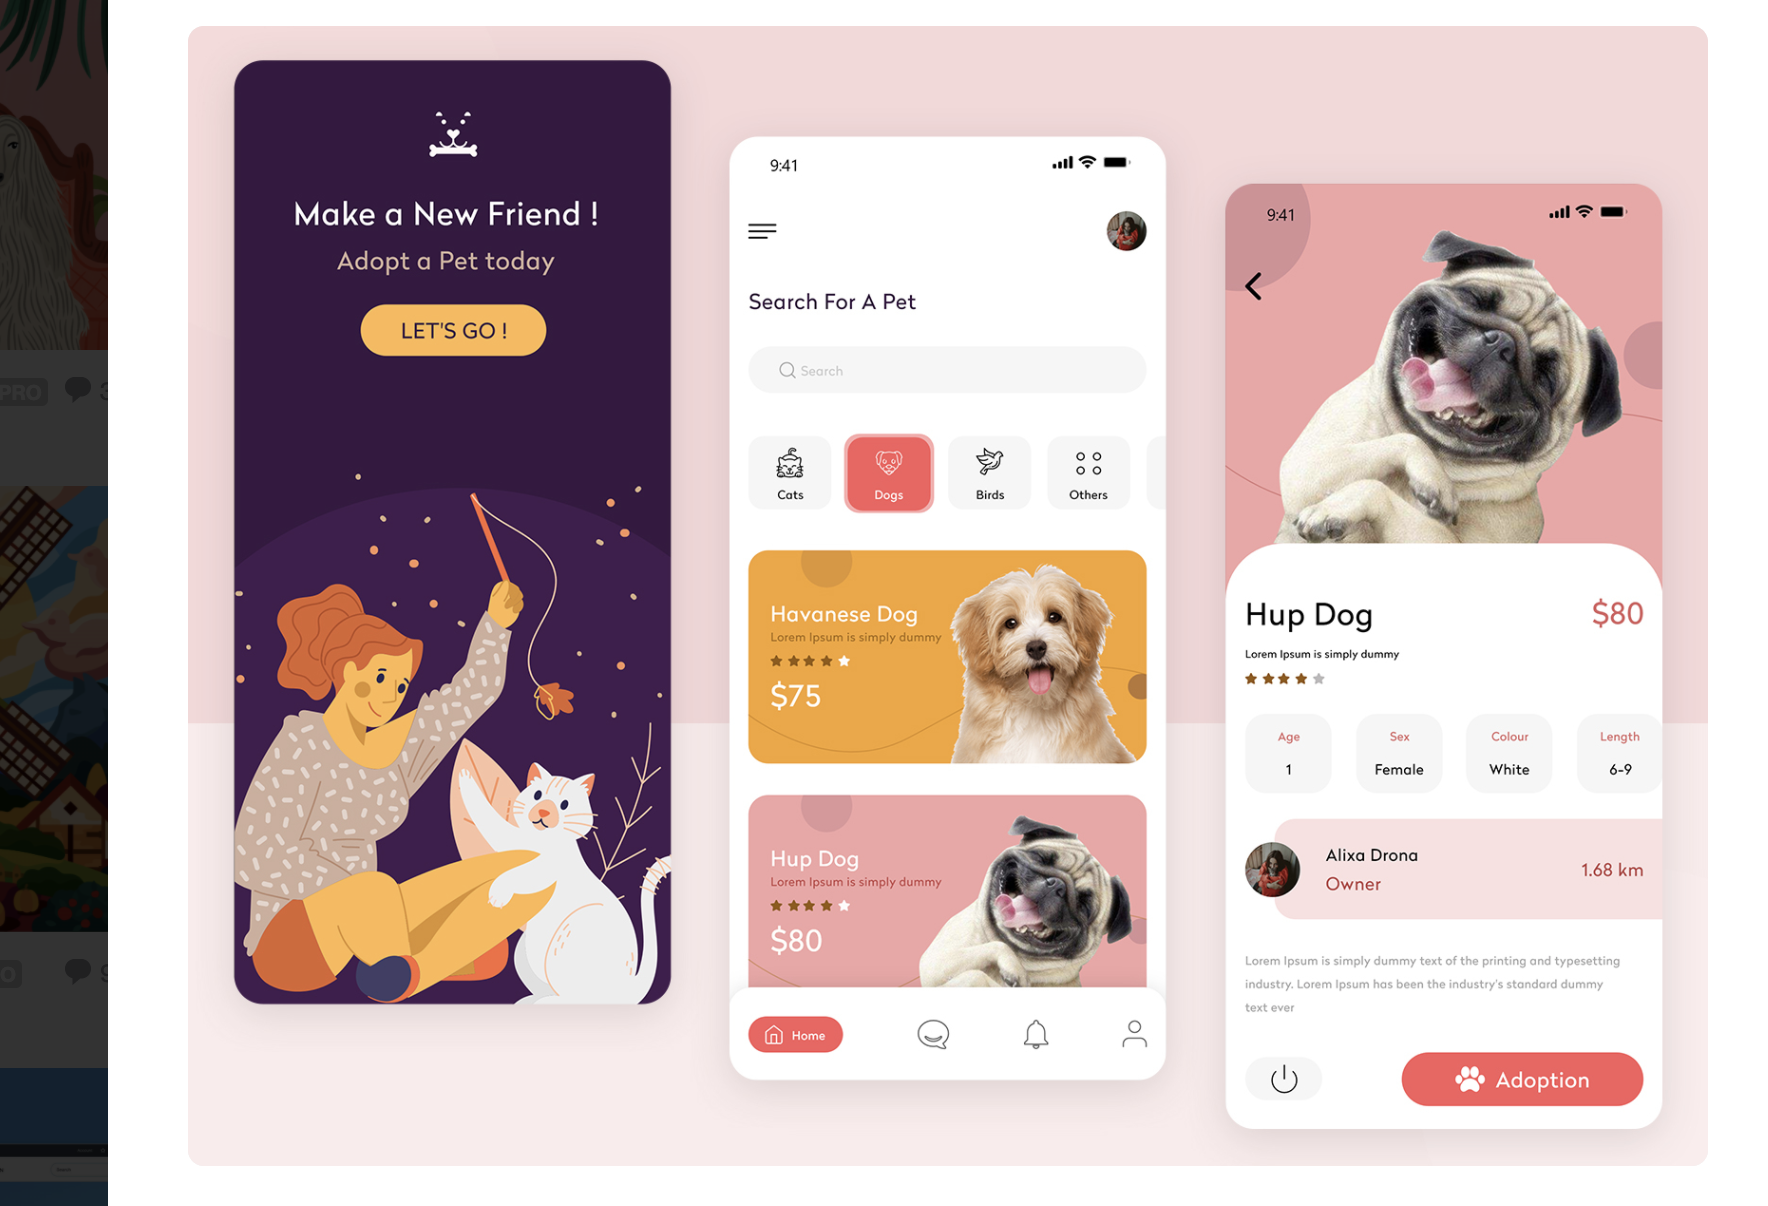 PRO
3
Make a New Friend !
Adopt a Pet today
LET'S GO !
9:41
Search For A Pet
Search
Cats
Dogs
Birds
Others
Havanese Dog
Lorem Ipsum is simply dummy
$75
Hup Dog
Lorem Ipsum is simply dummy
$80
Home
9:41
Hup Dog
$80
Lorem Ipsum is simply dummy
Age
1
Sex
Female
Colour
White
Length
6-9
Alixa Drona
Owner
1.68 km
Lorem Ipsum is simply dummy text of the printing and typesetting
industry. Lorem Ipsum has been the industry's standard dummy
text ever
Adoption